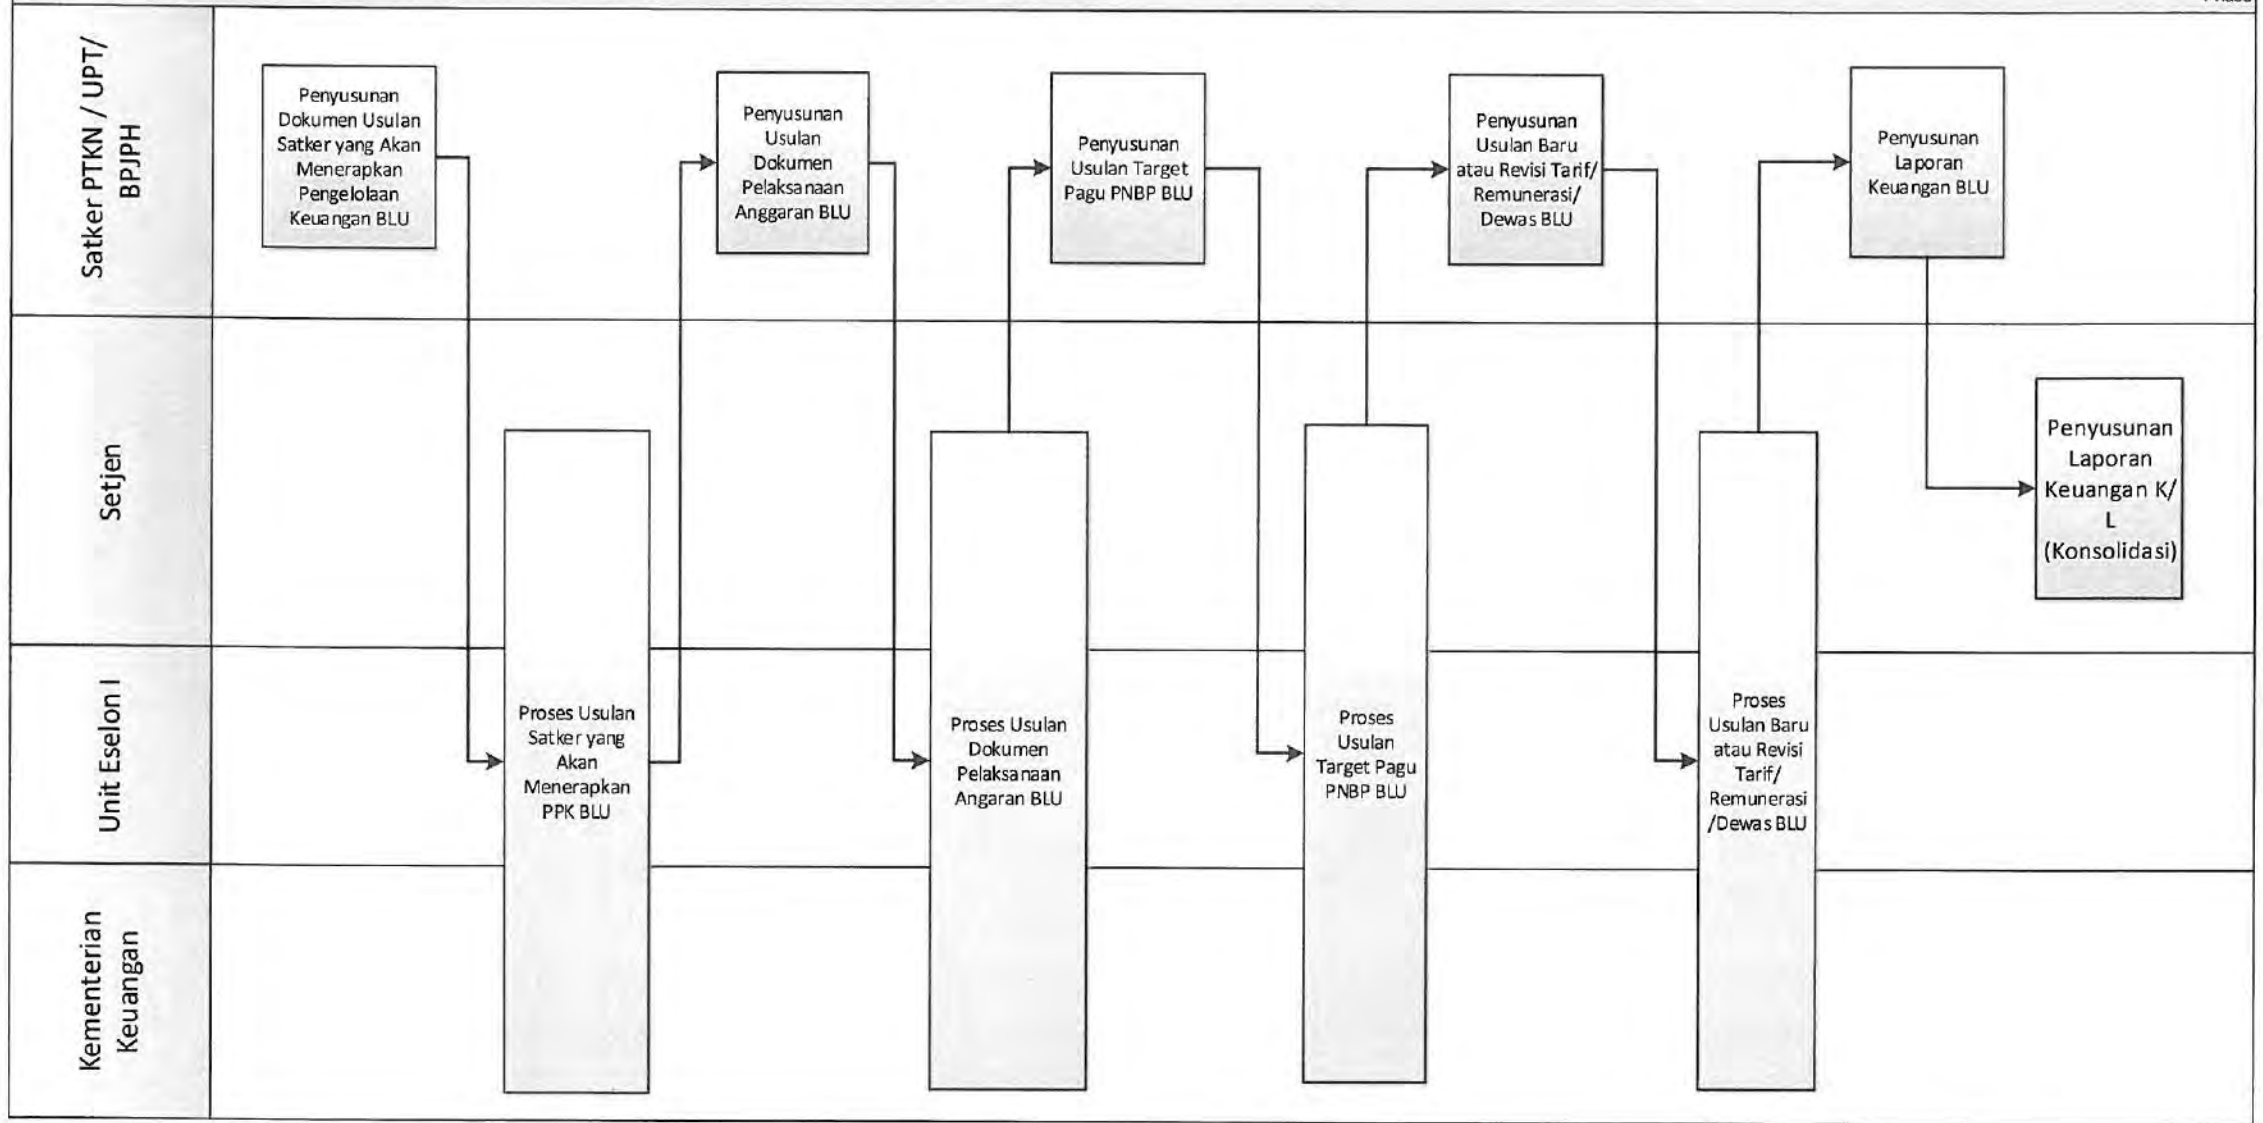 Satker PTKN / UPT/
BPJPH
Penyusunan
Dokumen Usulan
Satker yang Akan
Menerapkan
Pengelolaan
Keuangan BLU
Penyusunan
Usulan
Dokumen
Pelaksanaan
Anggaran BLU
Penyusunan
Usulan Target
Pagu PNBP BLU
Penyusunan
Usulan Baru
atau Revisi Tarif/
Remunerasi/
Dewas BLU
Penyusunan
Laporan
Keuangan BLU
Setjen
Penyusunan
Laporan
Keuangan K/
L
(Konsolidasi)
Unit Eselon I
Proses Usulan
Satker yang
Akan
Menerapkan
PPK BLU
Proses Usulan
Dokumen
Pelaksanaan
Angaran BLU
Proses
Usulan
Target Pagu
PNBP BLU
Proses
Usulan Baru
atau Revisi
Tarif/
Remunerasi
/Dewas BLU
Kementerian
Keuangan